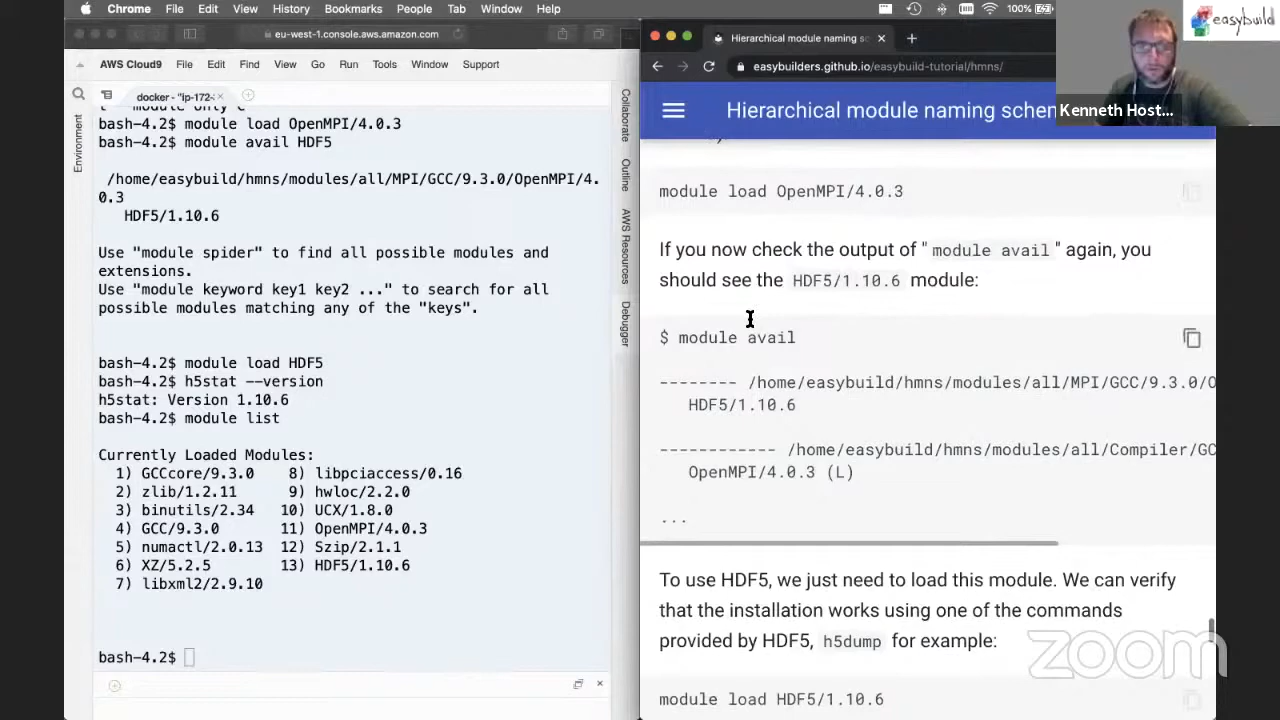 Chrome File Edit View History Bookmarks People Tab Window Help
100%
easybuild
eu-west-1.console.aws.amazon.com
AWS Cloud9 File Edit Find View Go Run Tools Window Support
docker - "ip-172-
Environment
bash-4.2$ module load OpenMPI/4.0.3
bash-4.2$ module avail HDF5
/home/easybuild/hmns/modules/all/MPI/GCC/9.3.0/OpenMPI/4.
0.3
HDF5/1.10.6
Use "module spider" to find all possible modules and
extensions.
Use "module keyword key1 key2 ..." to search for all
possible modules matching any of the "keys".
bash-4.2$ module load HDF5
bash-4.2$ h5stat --version
h5stat: Version 1.10.6
bash-4.2$ module list
Currently Loaded Modules:
1) GCCcore/9.3.0 8) libpciaccess/0.16
2) zlib/1.2.11 9) hwloc/2.2.0
3) binutils/2.34 10) UCX/1.8.0
4) GCC/9.3.0 11) OpenMPI/4.0.3
5) numactl/2.0.13 12) Szip/2.1.1
6) XZ/5.2.5 13) HDF5/1.10.6
7) libxml2/2.9.10
bash-4.2$
Collaborate
Outline
AWS Resources
Debugger
Hierarchical module naming sc
easybuilders.github.io/easybuild-tutorial/hmns/
Hierarchical module naming schem
Kenneth Host...
module load OpenMPI/4.0.3
If you now check the output of "module avail" again, you
should see the HDF5/1.10.6 module:
$ module avail
-------- /home/easybuild/hmns/modules/all/MPI/GCC/9.3.0/O
HDF5/1.10.6
------------ /home/easybuild/hmns/modules/all/Compiler/GC
OpenMPI/4.0.3 (L)
...
To use HDF5, we just need to load this module. We can verify
that the installation works using one of the commands
provided by HDF5, h5dump for example:
zoom
module load HDF5/1.10.6